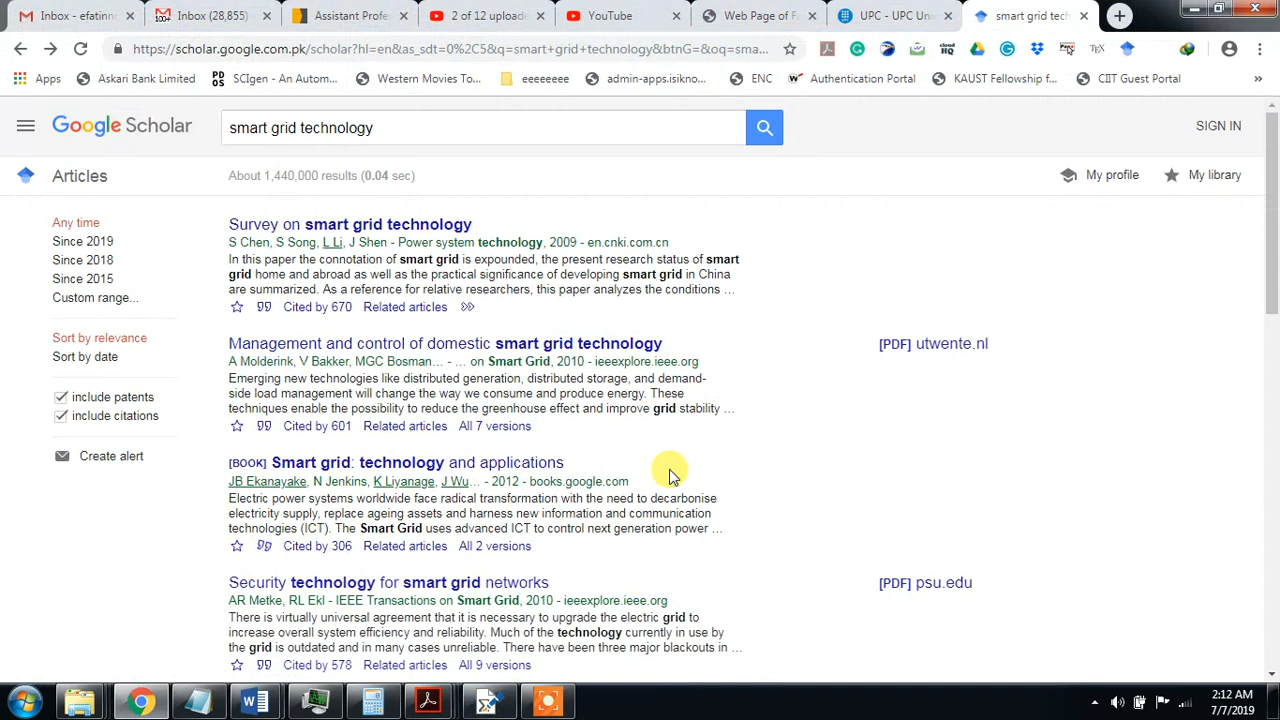 Inbox - efatinn
Inbox (28,855)
Assistant Profe
2 of 12 uploade
YouTube
Web Page of F
UPC - UPC Un
smart grid tech
https://scholar.google.com.pk/scholar?hl=en&as_sdt=0%2C5&q=smart+grid+technology&btnG=&oq=sma...
Apps
Askari Bank Limited
SCIgen - An Autom...
Western Movies:To...
eeeeeee
admin-apps.isikno...
ENC
Authentication Portal
KAUST Fellowship f...
CIIT Guest Portal
Google Scholar
smart grid technology
SIGN IN
Articles
About 1,440,000 results (0.04 sec)
My profile
My library
Any time
Since 2019
Since 2018
Since 2015
Custom range...
Sort by relevance
Sort by date
include patents
include citations
Create alert
Survey on smart grid technology
S Chen, S Song, L Li, J Shen - Power system technology, 2009 - en.cnki.com.cn
In this paper the connotation of smart grid is expounded, the present research status of smart
grid home and abroad as well as the practical significance of developing smart grid in China
are summarized. As a reference for relative researchers, this paper analyzes the conditions ...
Cited by 670 Related articles
Management and control of domestic smart grid technology
[PDF] utwente.nl
A Molderink, V Bakker, MGC Bosman... - ... on Smart Grid, 2010 - ieeexplore.ieee.org
Emerging new technologies like distributed generation, distributed storage, and demand-
side load management will change the way we consume and produce energy. These
techniques enable the possibility to reduce the greenhouse effect and improve grid stability ...
Cited by 601 Related articles All 7 versions
[BOOK] Smart grid: technology and applications
JB Ekanayake, N Jenkins, K Liyanage, J Wu... - 2012 - books.google.com
Electric power systems worldwide face radical transformation with the need to decarbonise
electricity supply, replace ageing assets and harness new information and communication
technologies (ICT). The Smart Grid uses advanced ICT to control next generation power ...
Cited by 306 Related articles All 2 versions
Security technology for smart grid networks
[PDF] psu.edu
AR Metke, RL Ekl - IEEE Transactions on Smart Grid, 2010 - ieeexplore.ieee.org
There is virtually universal agreement that it is necessary to upgrade the electric grid to
increase overall system efficiency and reliability. Much of the technology currently in use by
the grid is outdated and in many cases unreliable. There have been three major blackouts in ...
Cited by 578 Related articles All 9 versions
2:12 AM
7/7/2019